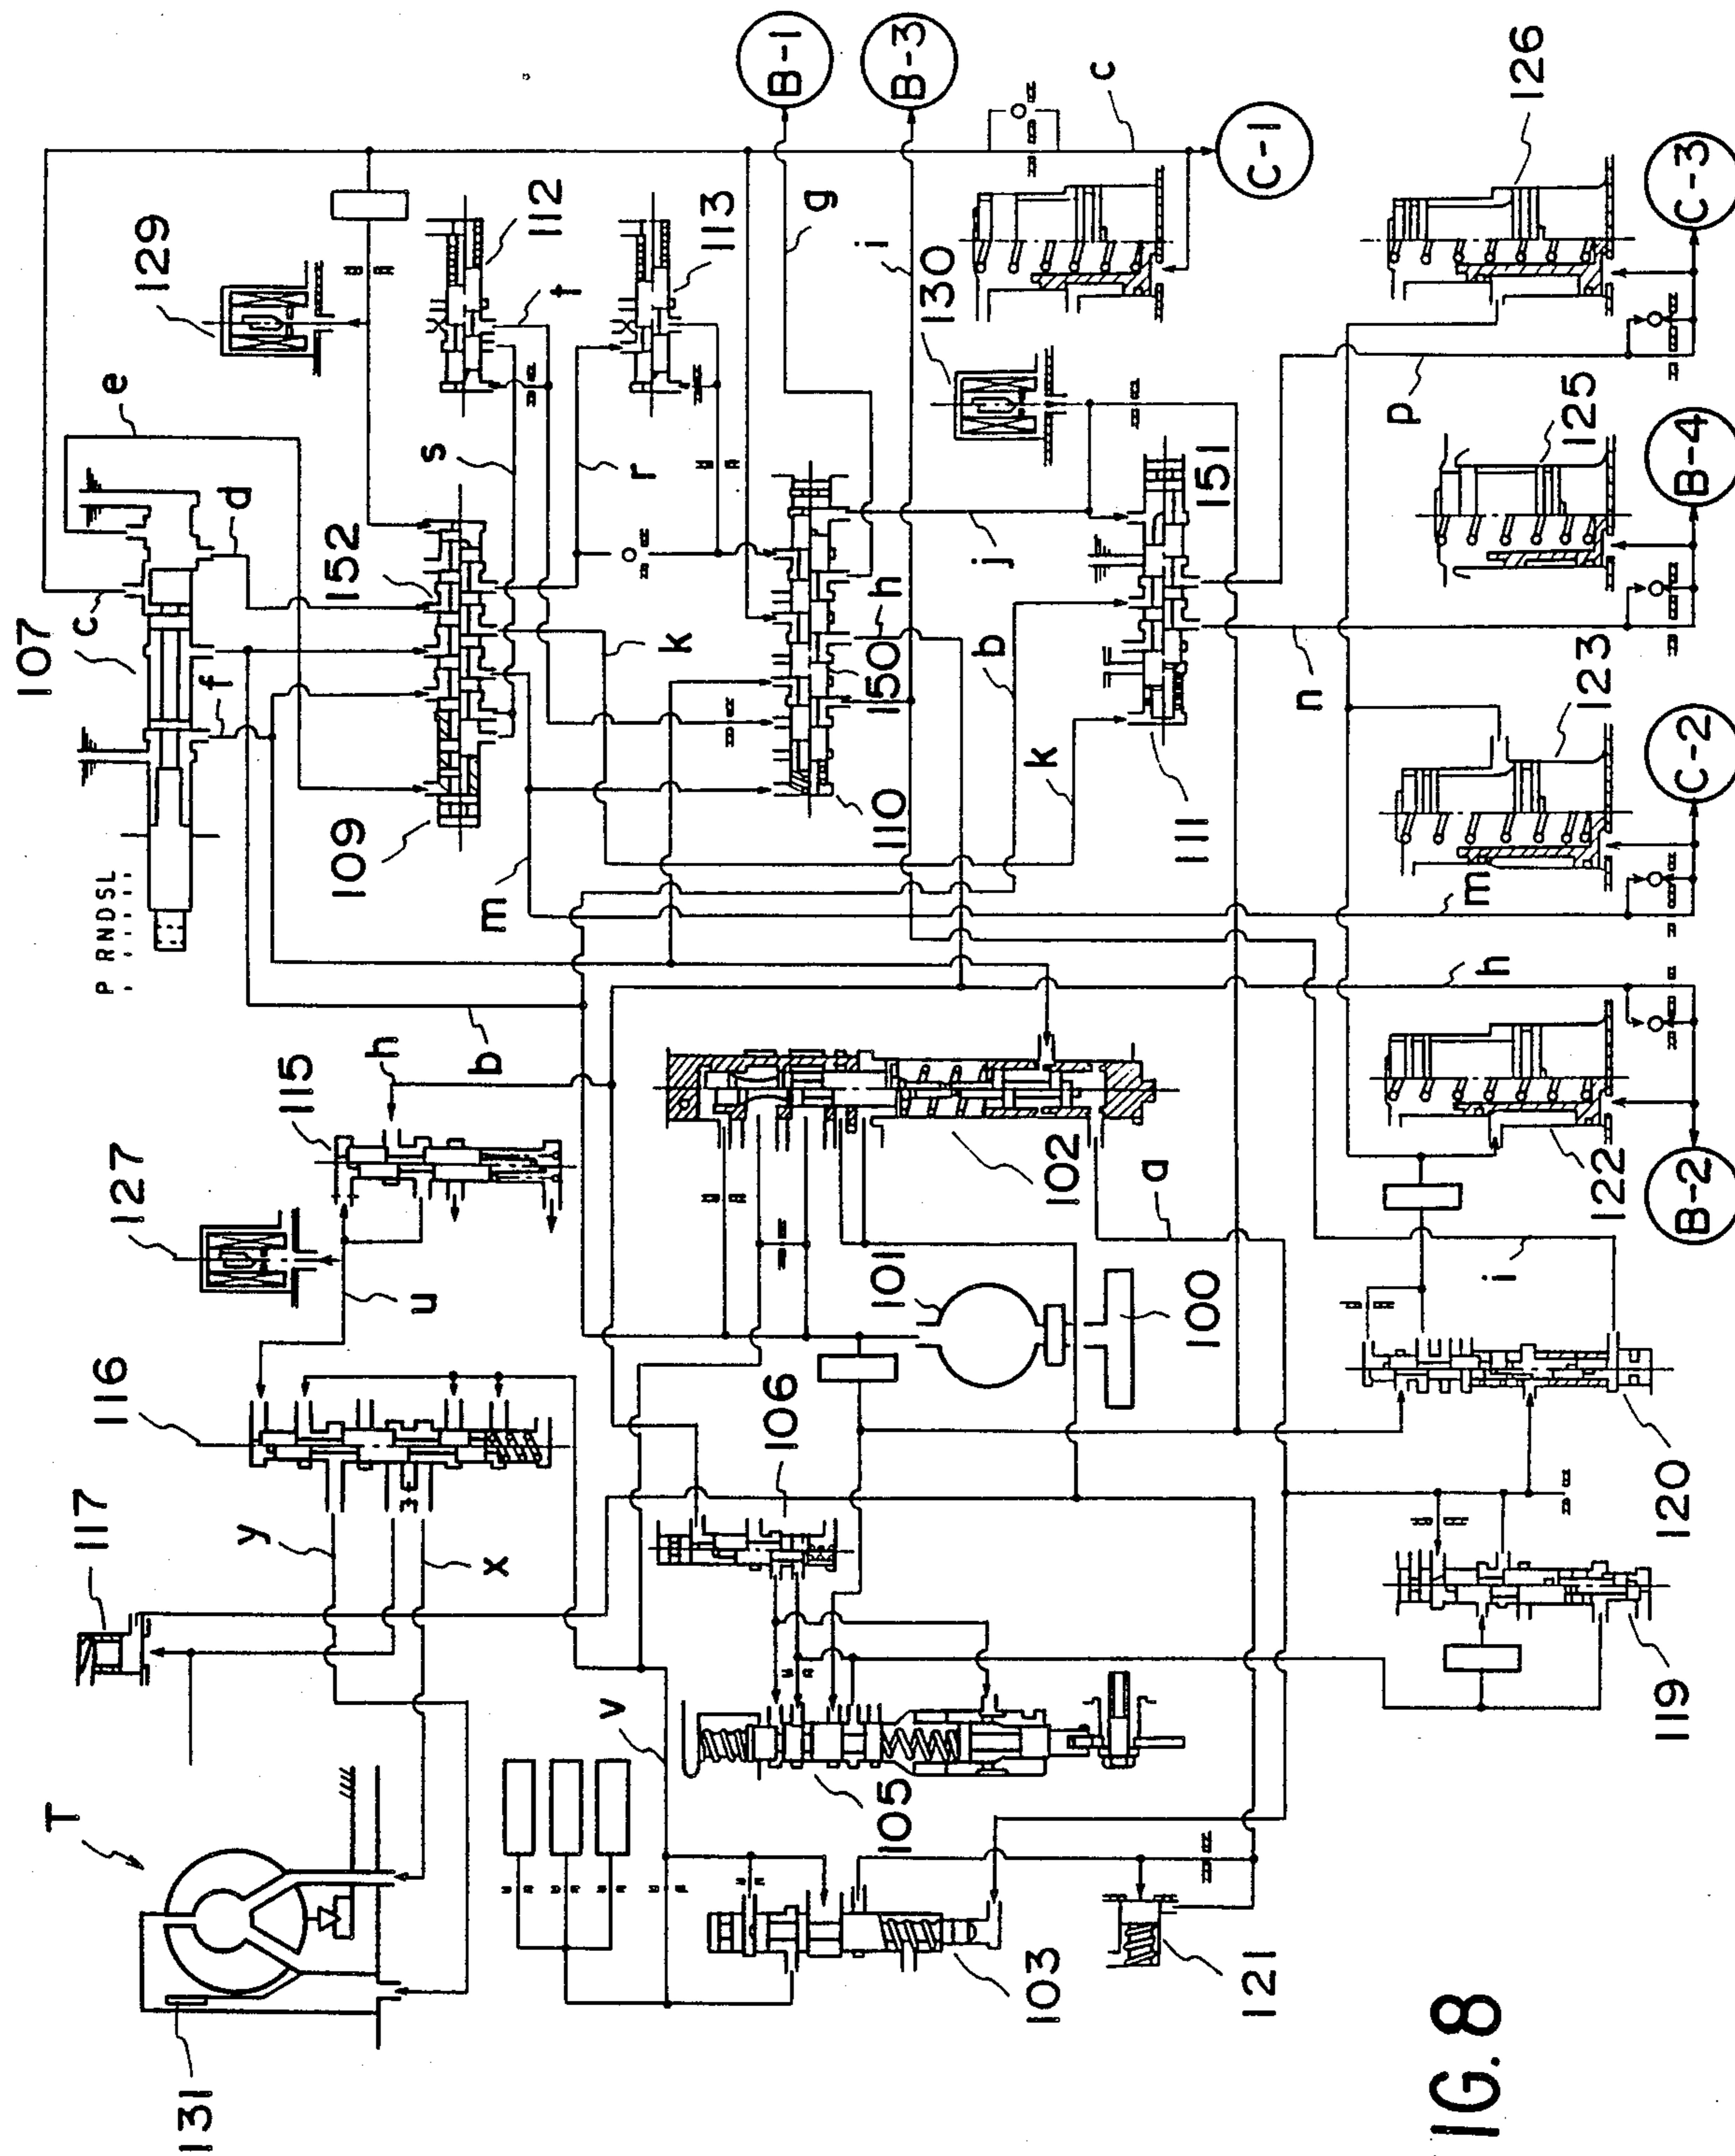 107
P RNDSL
c
e
f
d
129
152
109
112
t
s
r
113
B-1
B-3
g
i
c
C-1
130
k
m
j
h
150
110
b
151
111
k
n
p
126
C-3
125
B-4
123
C-2
m
h
122
B-2
i
127
115
h
b
u
116
117
y
x
102
a
101
100
106
120
119
T
131
v
105
103
121
IG. 8